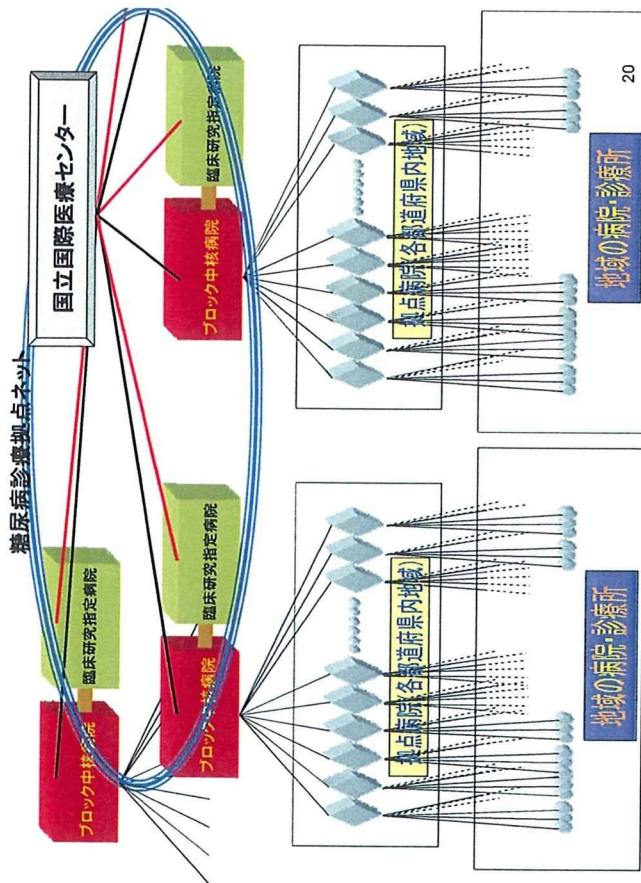 糖尿病診療拠点ネット
国立国際医療センター
ブロック中核病院
臨床研究指定病院
ブロック中核病院
臨床研究指定病院
ブロック中核病院
臨床研究指定病院
拠点病院(各都道府県内地域)
拠点病院(各都道府県内地域)
地域の病院・診療所
地域の病院・診療所
20